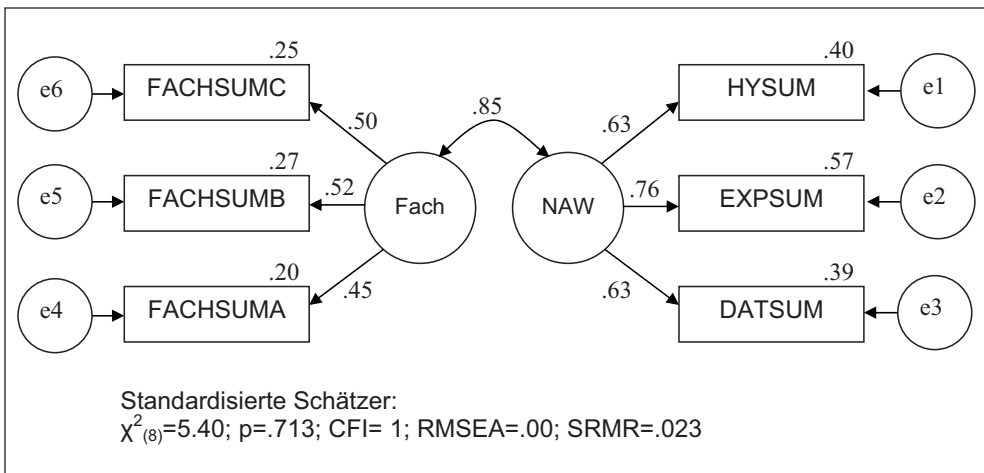 .25
.40
e6
FACHSUMC
HYSUM
e1
.50
.85
.63
.27
.57
e5
FACHSUMB
.52
Fach
NAW
.76
EXPSUM
e2
.20
.39
e4
FACHSUMA
.45
.63
DATSUM
e3
Standardisierte Schätzer:
χ²₍₈₎=5.40; p=.713; CFI= 1; RMSEA=.00; SRMR=.023